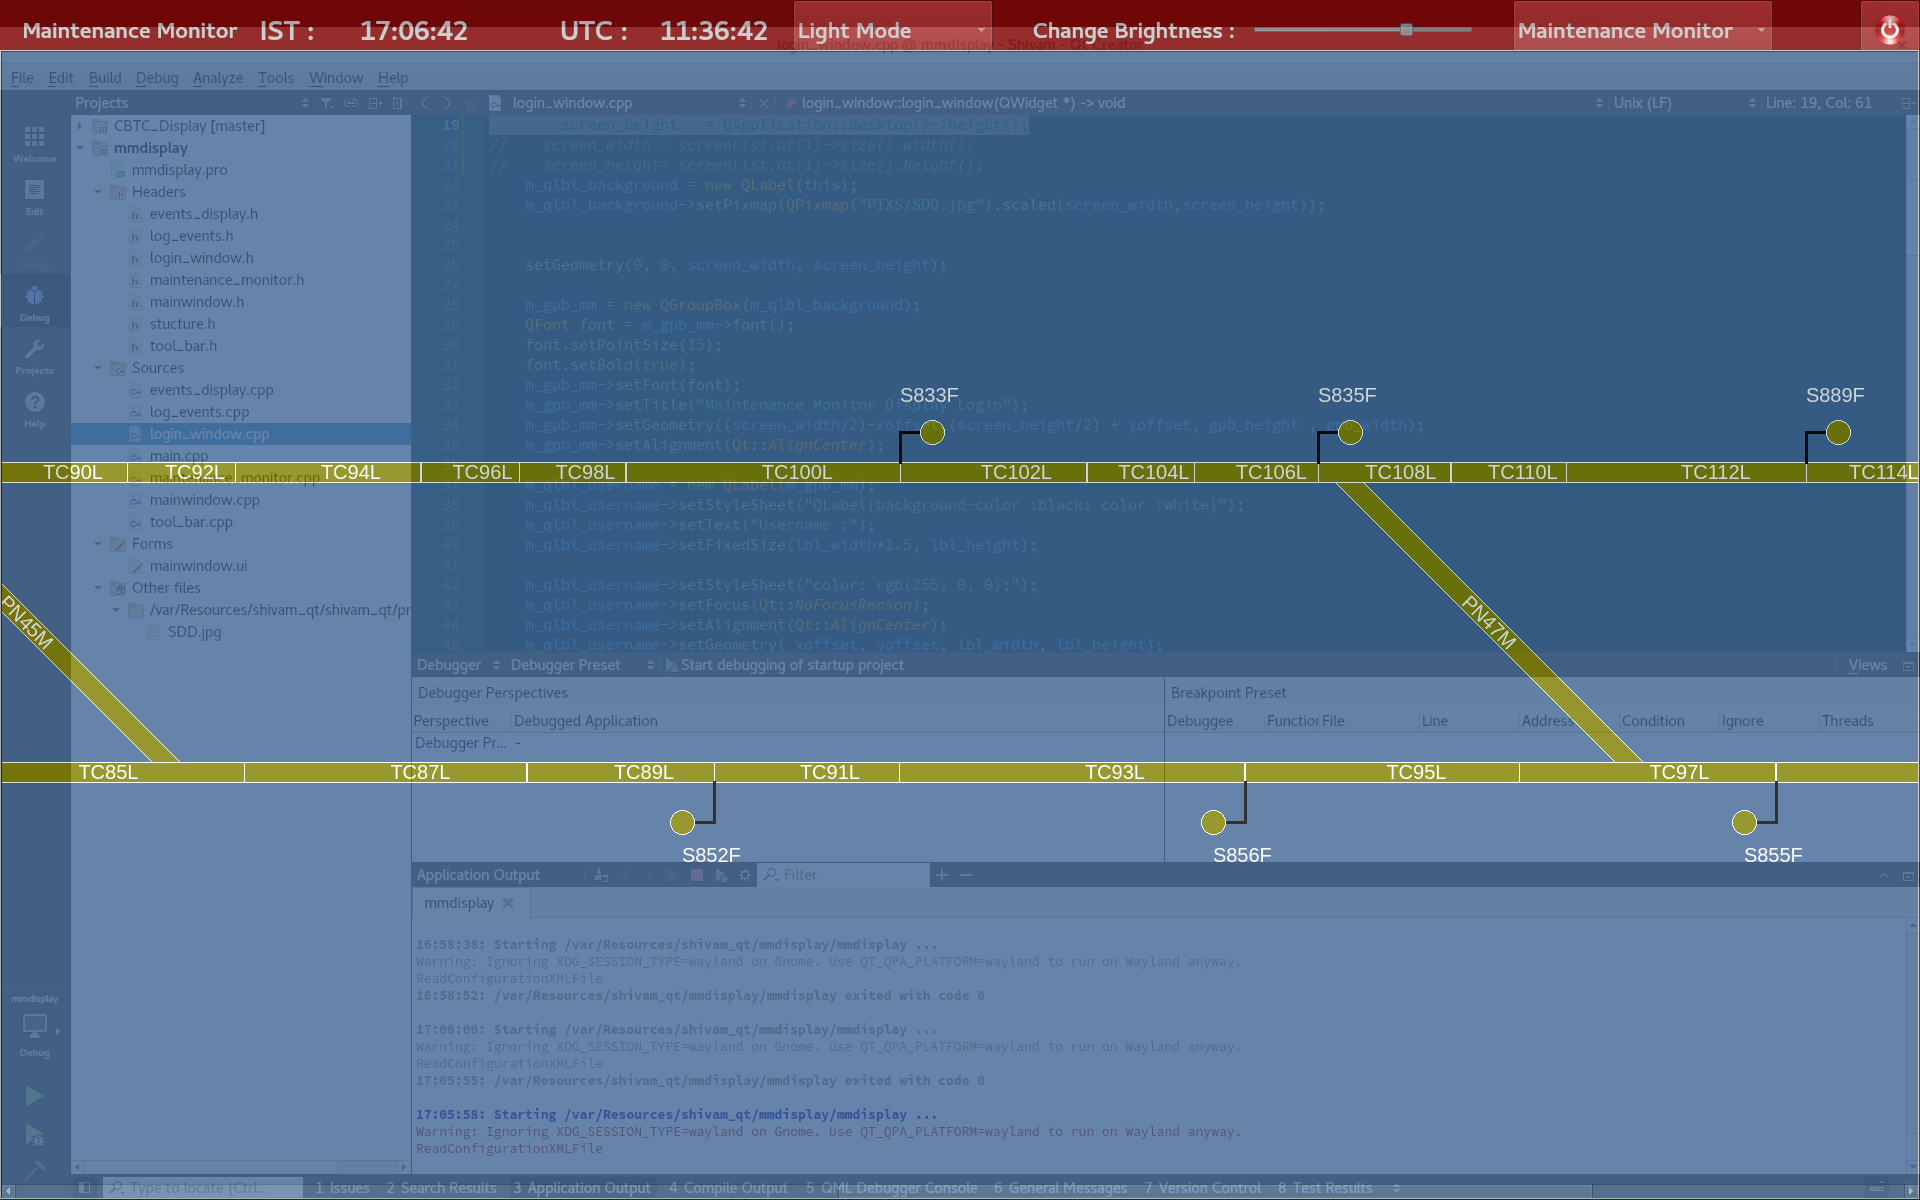 Maintenance Monitor IST : 17:06:42 UTC : 11:36:42 Light Mode Change Brightness : Maintenance Monitor
login_window.cpp @ mmdisplay - Shivam - Qt Creator
File Edit Build Debug Analyze Tools Window Help
Projects login_window.cpp login_window::login_window(QWidget *) -> void Unix (LF) Line: 19, Col: 61
CBTC_Display [master]
mmdisplay
mmdisplay.pro
Headers
events_display.h
log_events.h
login_window.h
maintenance_monitor.h
mainwindow.h
stucture.h
tool_bar.h
Sources
events_display.cpp
log_events.cpp
login_window.cpp
main.cpp
maintenance_monitor.cpp
mainwindow.cpp
tool_bar.cpp
Forms
mainwindow.ui
Other files
/var/Resources/shivam_qt/shivam_qt/pr
SDD.jpg
Welcome
Edit
Debug
Projects
Help
19 screen_height = QApplication::desktop()->height();
20 // screen_width = screenList.at(1)->size().width();
21 // screen_height= screenList.at(1)->size().height();
22 m_qlbl_background = new QLabel(this);
23 m_qlbl_background->setPixmap(QPixmap("PIXS/SDD.jpg").scaled(screen_width,screen_height));
24
25
26 setGeometry(0, 0, screen_width, screen_height);
27
28 m_gpb_mm = new QGroupBox(m_qlbl_background);
29 QFont font = m_gpb_mm->font();
30 font.setPointSize(15);
31 font.setBold(true);
32 m_gpb_mm->setFont(font);
33 m_gpb_mm->setTitle("Maintenance Monitor Display Login");
34 m_gpb_mm->setGeometry((screen_width/2)-xoffset,(screen_height/2) + yoffset, gpb_height , gpb_width);
35 m_gpb_mm->setAlignment(Qt::AlignCenter);
S833F S835F S889F
TC90L TC92L TC94L TC96L TC98L TC100L TC102L TC104L TC106L TC108L TC110L TC112L TC114L
37 m_qlbl_username = new QLabel(m_gpb_mm);
38 m_qlbl_username->setStyleSheet("QLabel{background-color :black; color :white}");
39 m_qlbl_username->setText("Username :");
40 m_qlbl_username->setFixedSize(lbl_width*1.5, lbl_height);
41
42 m_qlbl_username->setStyleSheet("color: rgb(255, 0, 0);");
43 m_qlbl_username->setFocus(Qt::NoFocusReason);
44 m_qlbl_username->setAlignment(Qt::AlignCenter);
45 m_qlbl_username->setGeometry( xoffset, yoffset, lbl_width, lbl_height);
PN45M PN47M
Debugger Debugger Preset Start debugging of startup project Views
Debugger Perspectives Breakpoint Preset
Perspective Debugged Application Debuggee Function File Line Address Condition Ignore Threads
Debugger Pr... -
TC85L TC87L TC89L TC91L TC93L TC95L TC97L
S852F S856F S855F
Application Output Filter
mmdisplay
16:58:38: Starting /var/Resources/shivam_qt/mmdisplay/mmdisplay ...
Warning: Ignoring XDG_SESSION_TYPE=wayland on Gnome. Use QT_QPA_PLATFORM=wayland to run on Wayland anyway.
ReadConfigurationXMLFile
16:58:52: /var/Resources/shivam_qt/mmdisplay/mmdisplay exited with code 0
17:00:00: Starting /var/Resources/shivam_qt/mmdisplay/mmdisplay ...
Warning: Ignoring XDG_SESSION_TYPE=wayland on Gnome. Use QT_QPA_PLATFORM=wayland to run on Wayland anyway.
ReadConfigurationXMLFile
17:05:55: /var/Resources/shivam_qt/mmdisplay/mmdisplay exited with code 0
17:05:58: Starting /var/Resources/shivam_qt/mmdisplay/mmdisplay ...
Warning: Ignoring XDG_SESSION_TYPE=wayland on Gnome. Use QT_QPA_PLATFORM=wayland to run on Wayland anyway.
ReadConfigurationXMLFile
mmdisplay
Debug
Type to locate (Ctrl... 1 Issues 2 Search Results 3 Application Output 4 Compile Output 5 QML Debugger Console 6 General Messages 7 Version Control 8 Test Results